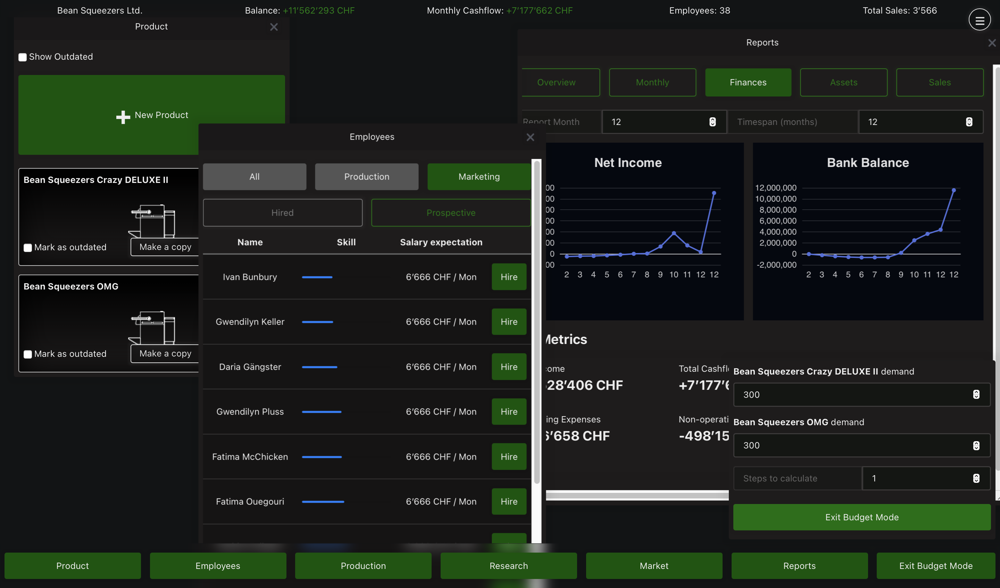 Bean Squeezers Ltd.
Balance: +11’562’293 CHF
Monthly Cashflow: +7’177’662 CHF
Employees: 38
Total Sales: 3’566
Product
Show Outdated
New Product
Bean Squeezers Crazy DELUXE II
Mark as outdated
Make a copy
Bean Squeezers OMG
Mark as outdated
Make a copy
Employees
All
Production
Marketing
Hired
Prospective
Name Skill Salary expectation
Ivan Bunbury 6’666 CHF / Mon Hire
Gwendilyn Keller 6’666 CHF / Mon Hire
Daria Gängster 6’666 CHF / Mon Hire
Gwendilyn Pluss 6’666 CHF / Mon Hire
Fatima McChicken 6’666 CHF / Mon Hire
Fatima Ouegouri 6’666 CHF / Mon Hire
Reports
Overview
Monthly
Finances
Assets
Sales
Report Month
12
Timespan (months)
12
Net Income
00
00
00
00
00
00
0
00
2 3 4 5 6 7 8 9 10 11 12 12
Bank Balance
12,000,000
10,000,000
8,000,000
6,000,000
4,000,000
2,000,000
0
-2,000,000
2 3 4 5 6 7 8 9 10 11 12 12
Metrics
come
28’406 CHF
Total Cashfl
+7’177’6
ing Expenses
6’658 CHF
Non-operati
-498’15
Bean Squeezers Crazy DELUXE II demand
300
Bean Squeezers OMG demand
300
Steps to calculate
1
Exit Budget Mode
Product
Employees
Production
Research
Market
Reports
Exit Budget Mode